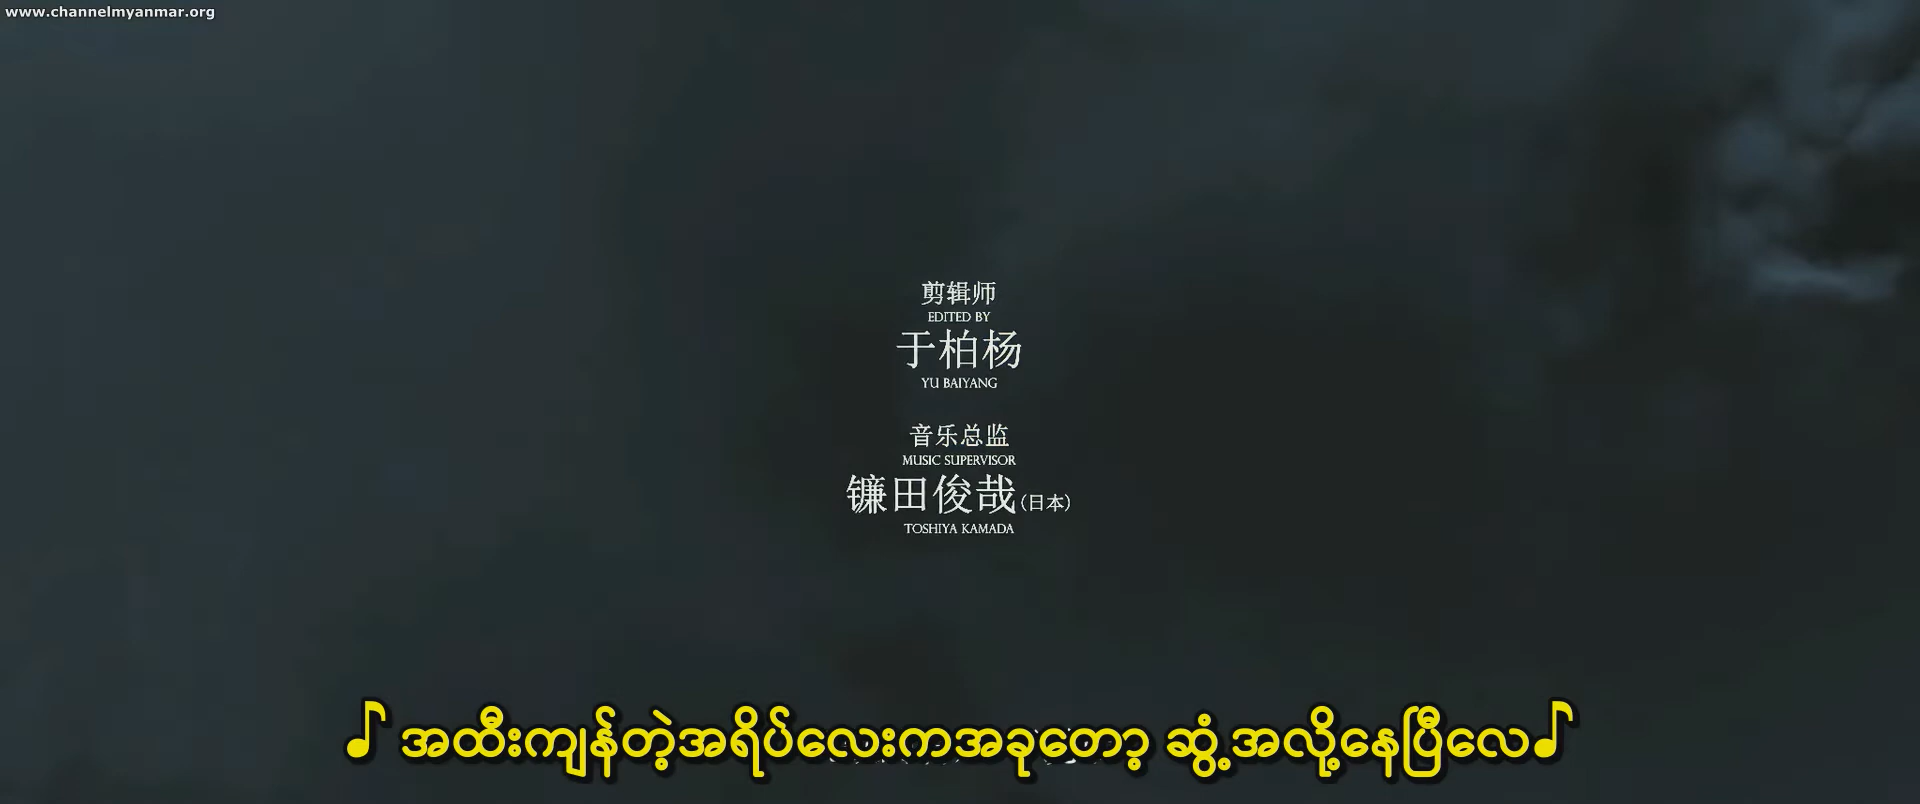 www.channelmyanmar.org
剪辑师
EDITED BY
于柏杨
YU BAIYANG
音乐总监
MUSIC SUPERVISOR
镰田俊哉(日本)
TOSHIYA KAMADA
♪ အထီးကျန်တဲ့အရိပ်လေးကအခုတော့ ဆွံ့အလို့နေပြီလေ♪